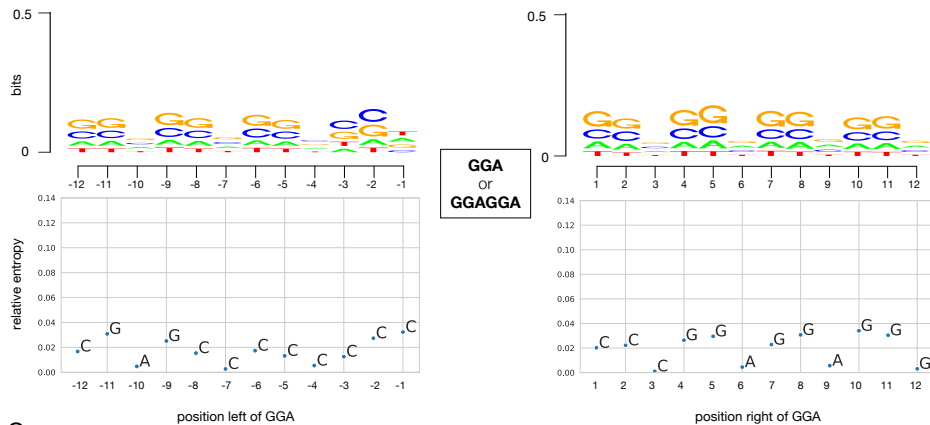 0.5
bits
0
G G G G G G C C
C C C C C C G G T
A A A A A A T A
T T T T T T A
-12 -11 -10 -9 -8 -7 -6 -5 -4 -3 -2 -1
0.5
0
G G G G G G G G
C C C C C C C C
A A A A A A A A
T T T T T T T T
1 2 3 4 5 6 7 8 9 10 11 12
GGA
or
GGAGGA
relative entropy
0.14
0.12
0.10
0.08
0.06
0.04
0.02
0.00
C G A G C C C C C C C C
-12 -11 -10 -9 -8 -7 -6 -5 -4 -3 -2 -1
position left of GGA
0.14
0.12
0.10
0.08
0.06
0.04
0.02
0.00
C C C G G A G G A G G G
1 2 3 4 5 6 7 8 9 10 11 12
position right of GGA